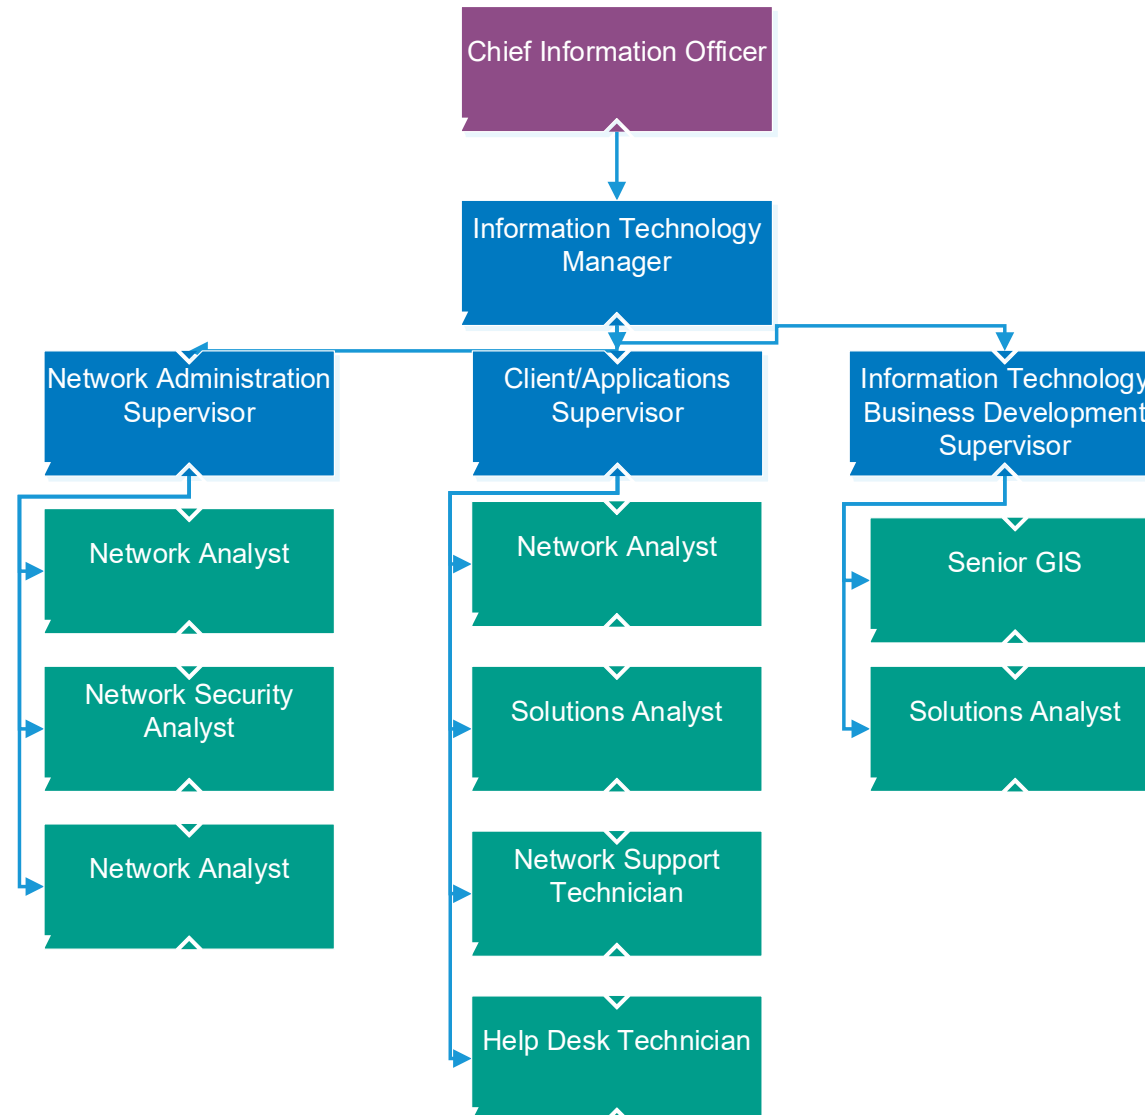 Chief Information Officer
Information Technology
Manager
Network Administration
Supervisor
Client/Applications
Supervisor
Information Technology
Business Development
Supervisor
Network Analyst
Network Security
Analyst
Network Analyst
Network Analyst
Solutions Analyst
Network Support
Technician
Help Desk Technician
Senior GIS
Solutions Analyst